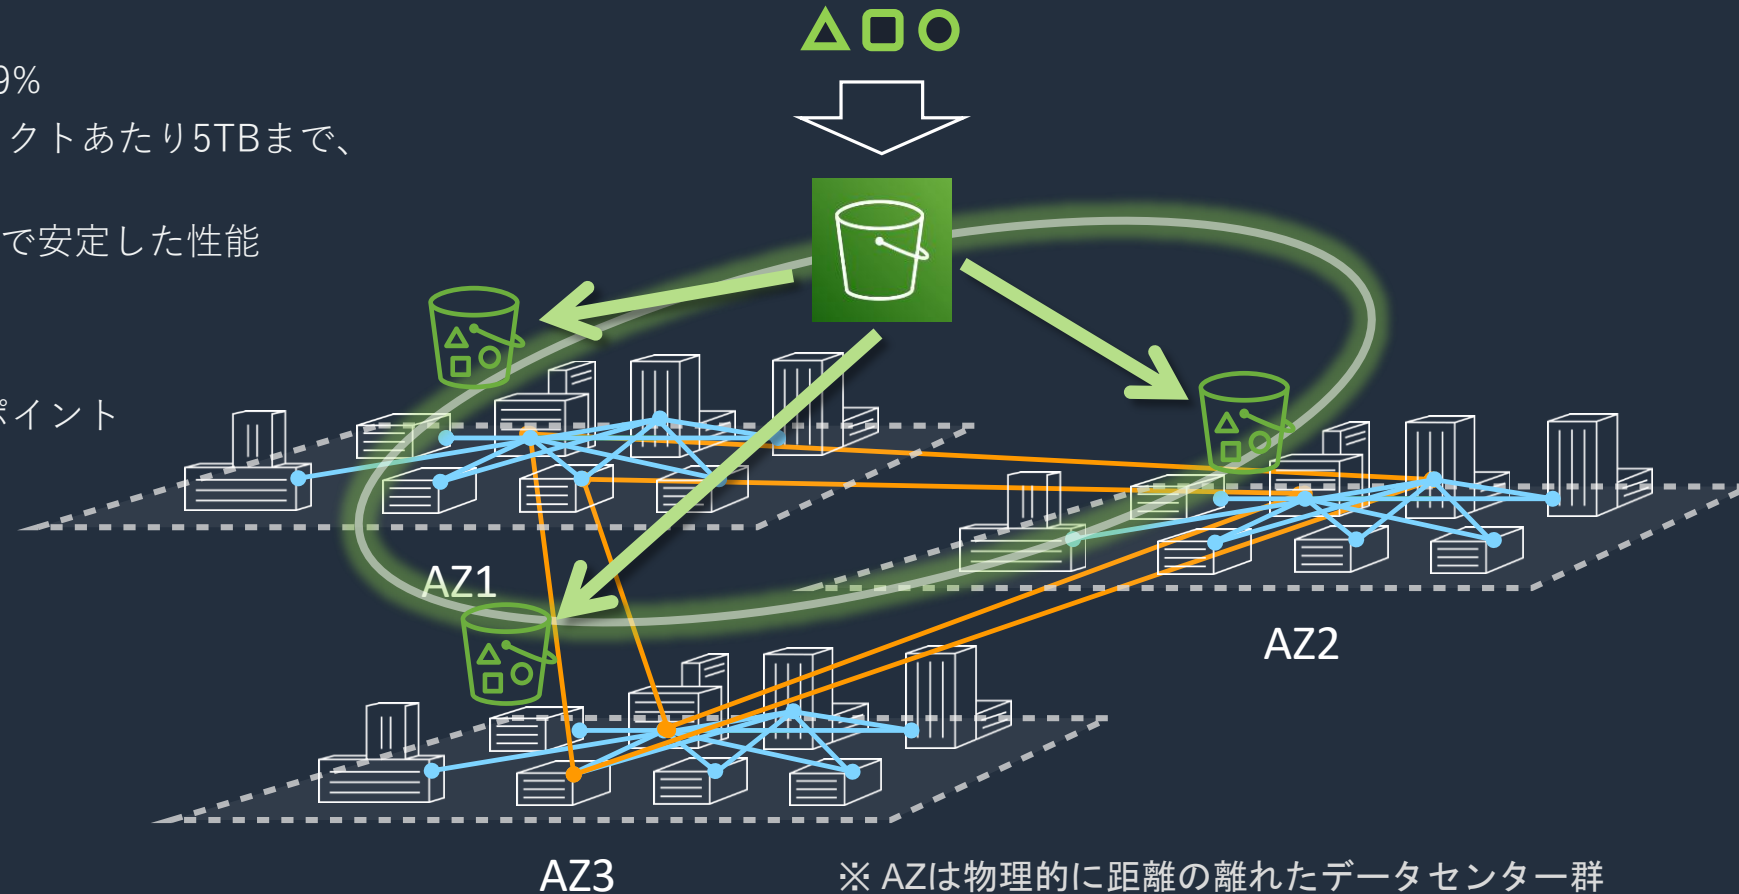 9%
クトあたり5TBまで、
で安定した性能
ポイント
AZ1
AZ2
AZ3
※ AZは物理的に距離の離れたデータセンター群